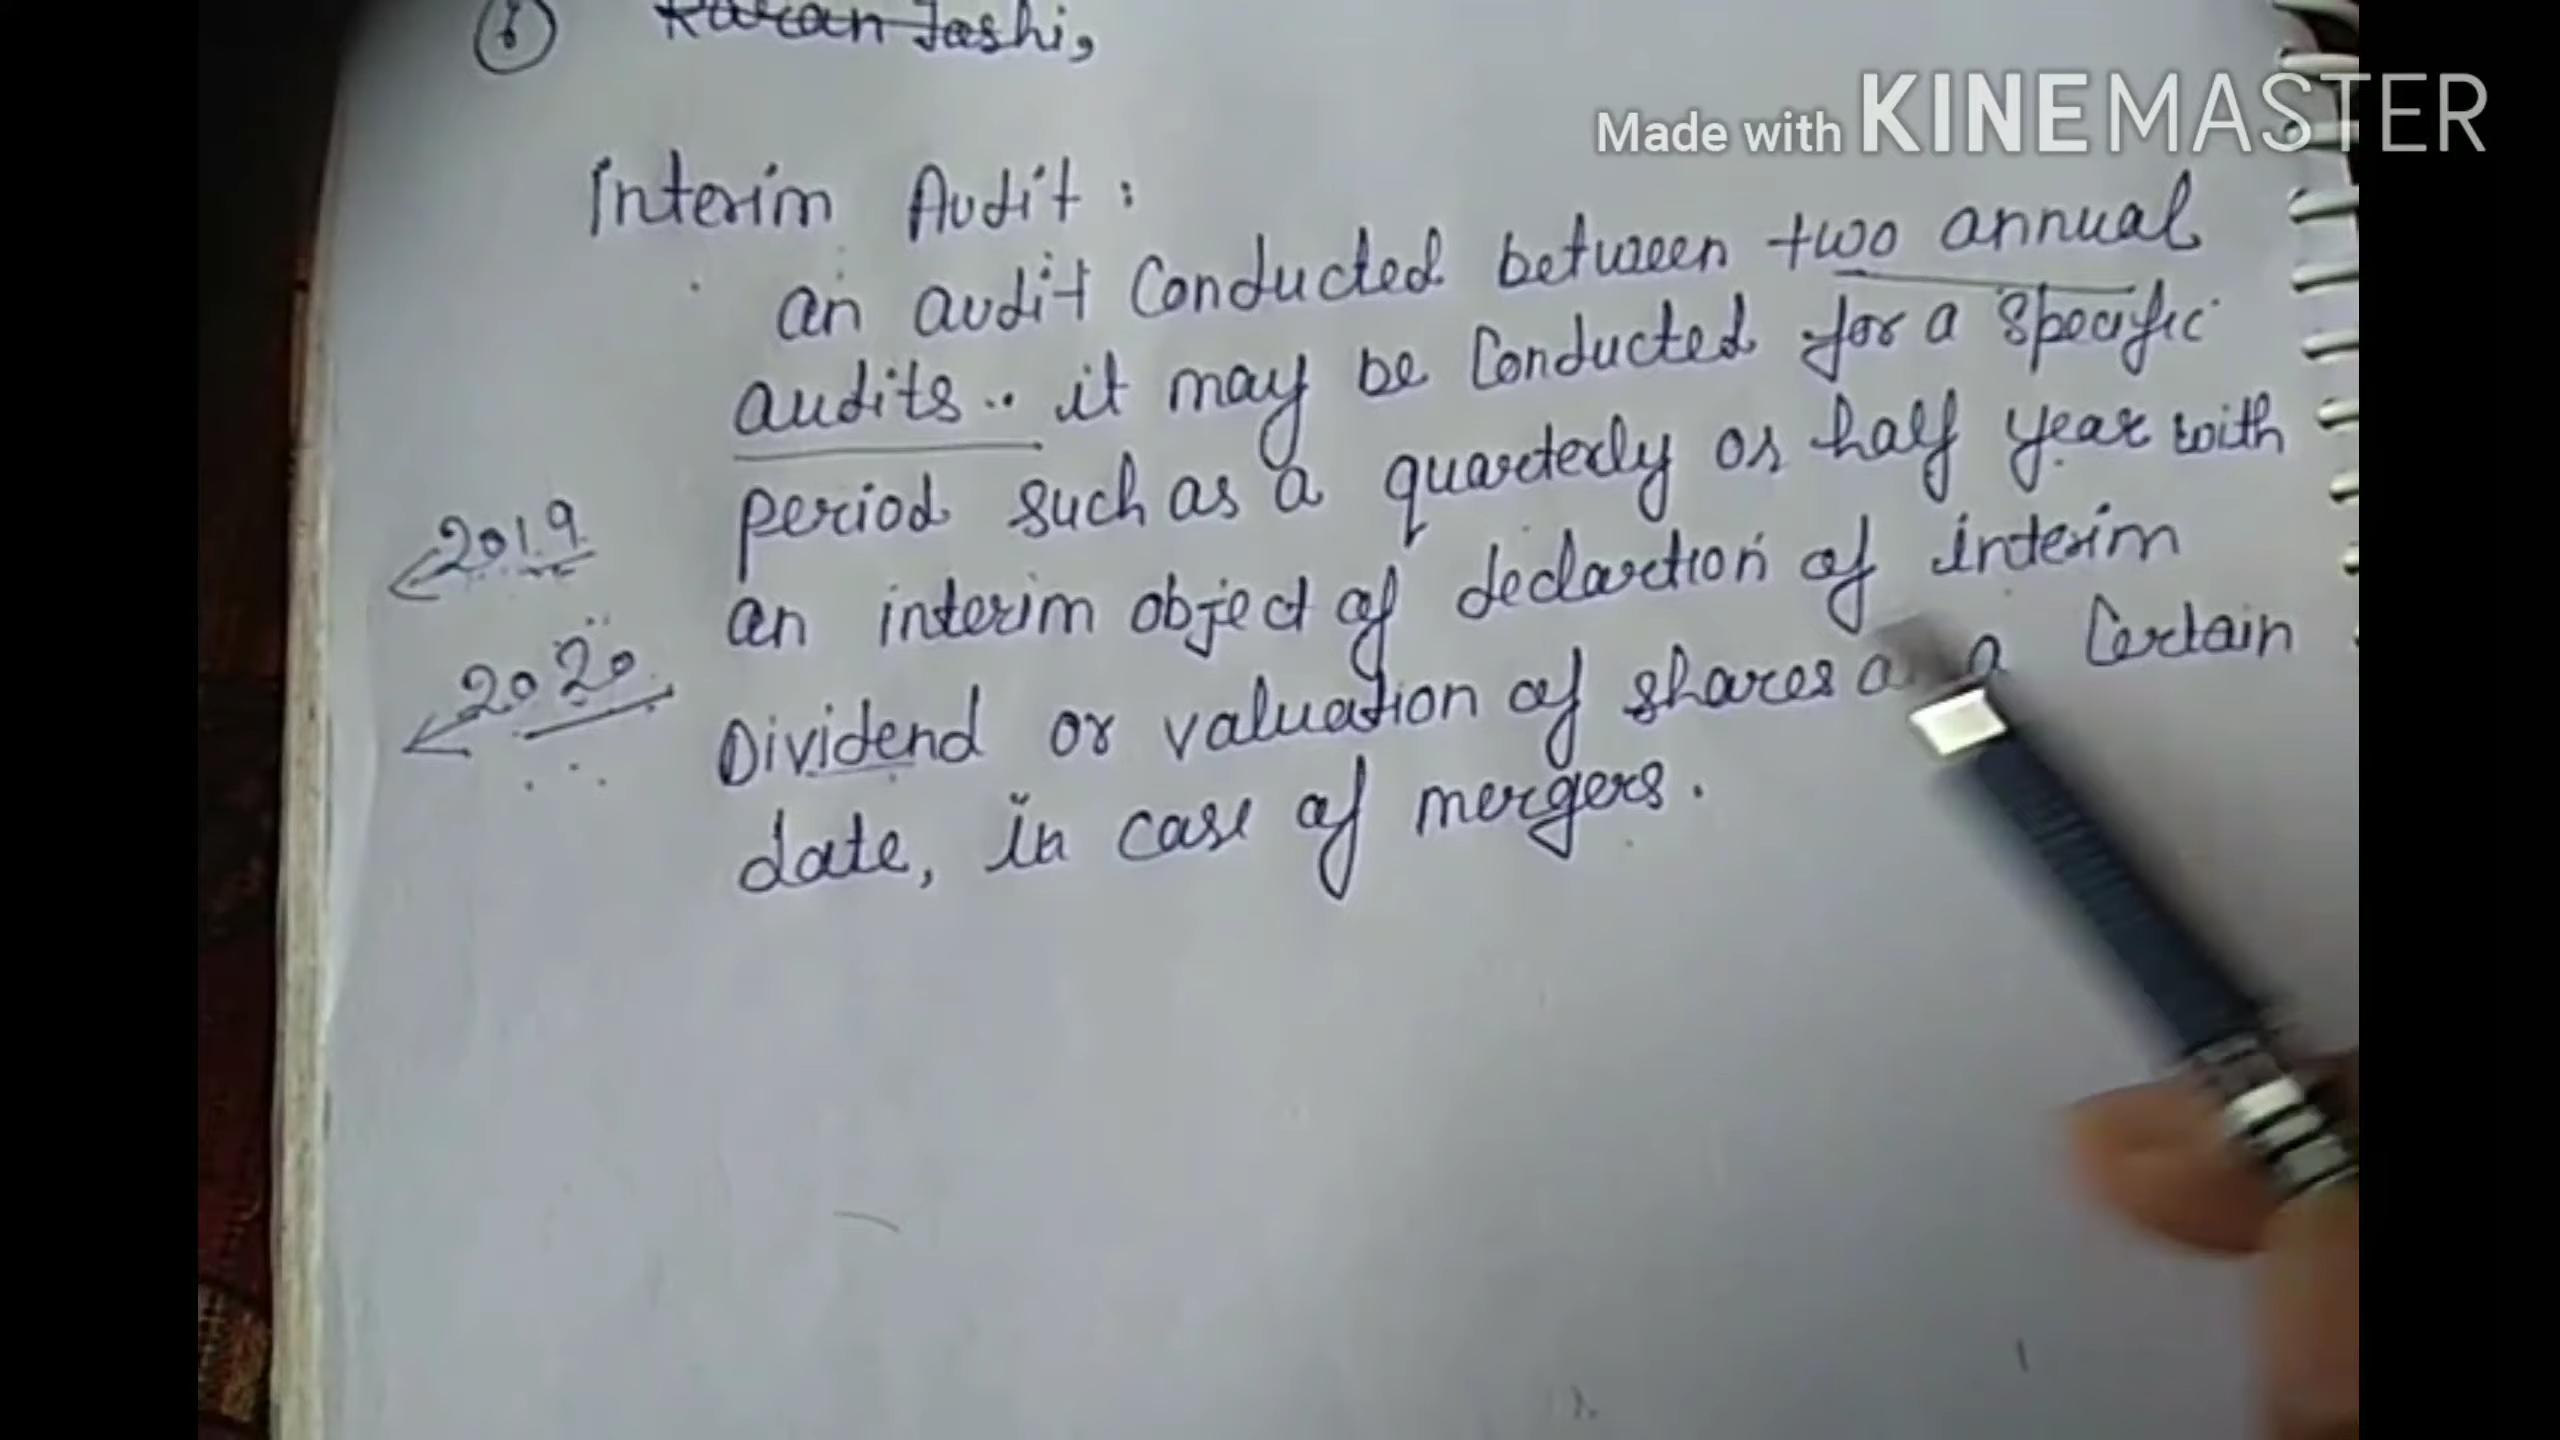 Karan Jashi,
Made with KINEMASTER
Interim Audit :
an audit Conducted between two annual
audits.. it may be Conducted for a specific
period such as a quarterly or half year with
an interim object of declartion of interim
Dividend or valuation of shares a Certain
date, in case of mergers.
2019
2020